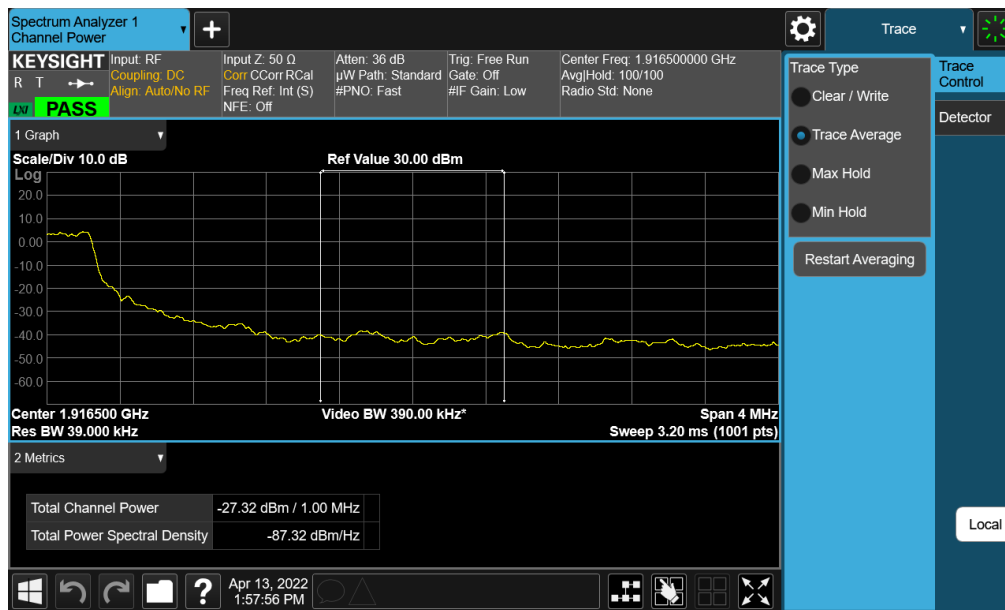 Spectrum Analyzer 1
Channel Power
Trace
KEYSIGHT
R T
LXI PASS
Input: RF
Coupling: DC
Align: Auto/No RF
Input Z: 50 Ω
Corr CCorr RCal
Freq Ref: Int (S)
NFE: Off
Atten: 36 dB
µW Path: Standard
#PNO: Fast
Trig: Free Run
Gate: Off
#IF Gain: Low
Center Freq: 1.916500000 GHz
Avg|Hold: 100/100
Radio Std: None
Trace Type
Clear / Write
Trace Average
Max Hold
Min Hold
Restart Averaging
Trace
Control
Detector
Local
1 Graph
Scale/Div 10.0 dB
Ref Value 30.00 dBm
Log
20.0
10.0
0.00
-10.0
-20.0
-30.0
-40.0
-50.0
-60.0
Center 1.916500 GHz
Video BW 390.00 kHz*
Span 4 MHz
Res BW 39.000 kHz
Sweep 3.20 ms (1001 pts)
2 Metrics
Total Channel Power -27.32 dBm / 1.00 MHz
Total Power Spectral Density -87.32 dBm/Hz
?
Apr 13, 2022
1:57:56 PM